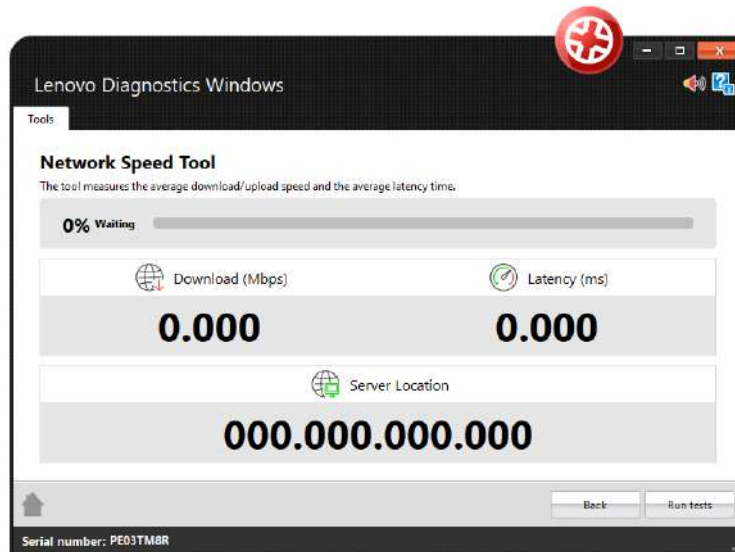 Lenovo Diagnostics Windows
Tools
Network Speed Tool
The tool measures the average download/upload speed and the average latency time.
0% Waiting
Download (Mbps)
Latency (ms)
0.000
0.000
Server Location
000.000.000.000
Back
Run tests
Serial number: PE03TM8R